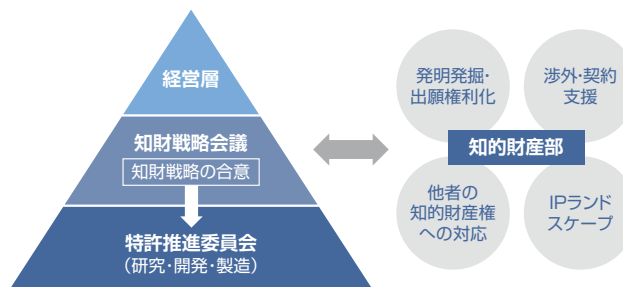 経営層
知財戦略会議
知財戦略の合意
特許推進委員会
（研究・開発・製造）
発明発掘・
出願権利化
渉外・契約
支援
知的財産部
他者の
知的財産権
への対応
IPランド
スケープ